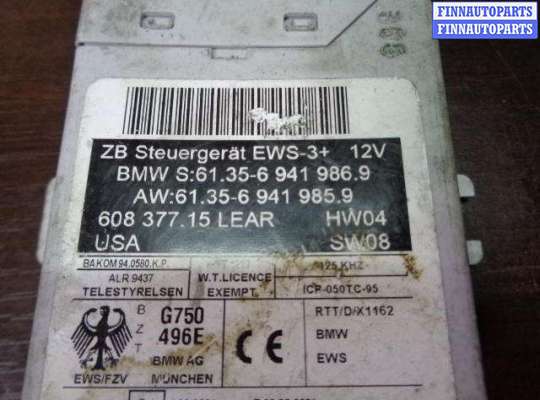 FINNAUTOPARTS
FINNAUTOPARTS
ZB Steuergerät EWS-3+ 12V
BMW S:61.35-6 941 986.9
AW:61.35-6 941 985.9
608 377.15 LEAR HW04
USA SW08
BAKOM 94.0580.K.P. 125 KHZ
ALR 9437
TELESTYRELSEN
W.T.LICENCE
EXEMPT.
ICP-050TC-95
B Z T
G750
496E
BMW AG
MÜNCHEN
EWS/FZV
CE
RTT/D/X1162
BMW
EWS